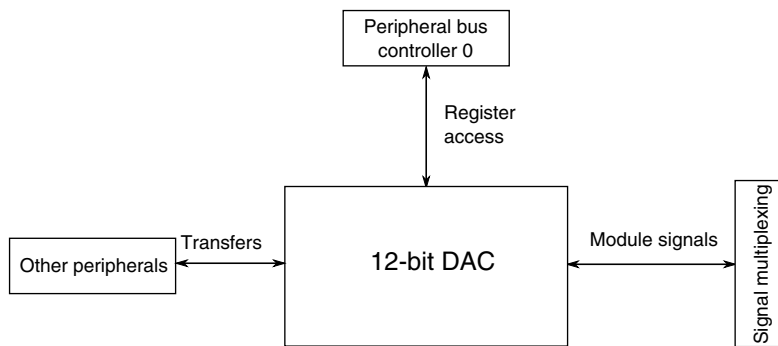 Peripheral bus
controller 0
Register
access
Transfers
Other peripherals
12-bit DAC
Module signals
Signal multiplexing